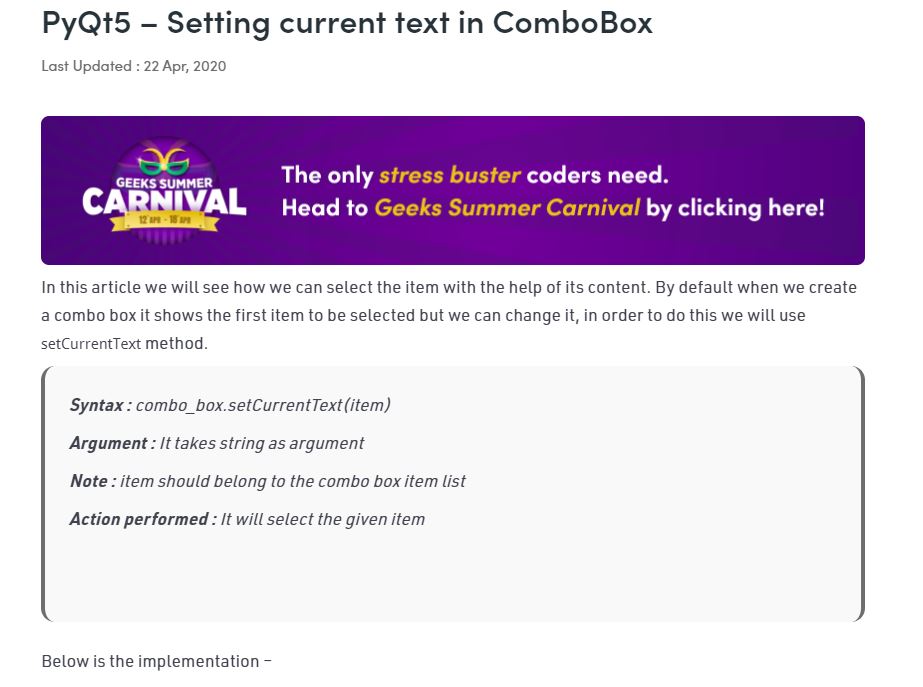 PyQt5 – Setting current text in ComboBox
Last Updated : 22 Apr, 2020
GEEKS SUMMER
CARNIVAL
12 APR - 18 APR
The only stress buster coders need.
Head to Geeks Summer Carnival by clicking here!
In this article we will see how we can select the item with the help of its content. By default when we create
a combo box it shows the first item to be selected but we can change it, in order to do this we will use
setCurrentText method.
Syntax : combo_box.setCurrentText(item)
Argument : It takes string as argument
Note : item should belong to the combo box item list
Action performed : It will select the given item
Below is the implementation –